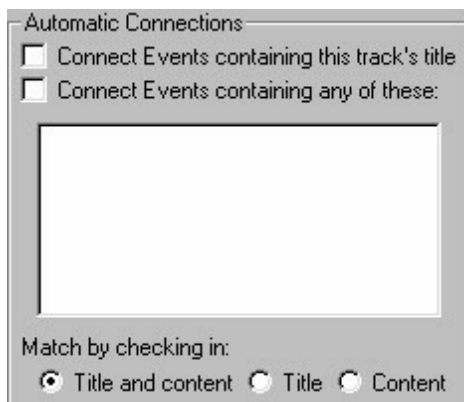 Automatic Connections
Connect Events containing this track's title
Connect Events containing any of these:
Match by checking in:
Title and content Title Content